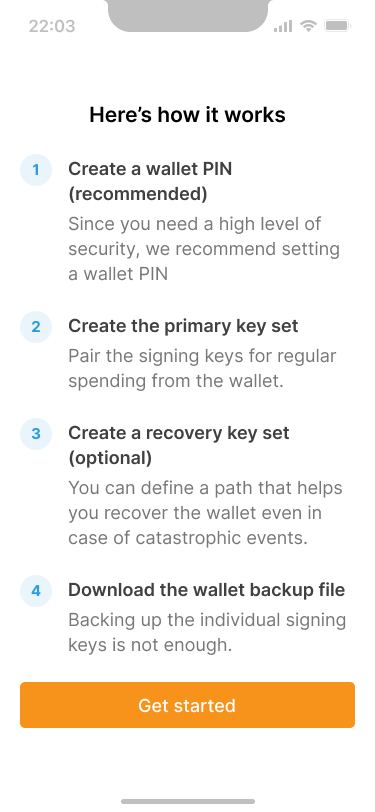 22:03
Here’s how it works
1
Create a wallet PIN
(recommended)
Since you need a high level of
security, we recommend setting
a wallet PIN
2
Create the primary key set
Pair the signing keys for regular
spending from the wallet.
3
Create a recovery key set
(optional)
You can define a path that helps
you recover the wallet even in
case of catastrophic events.
4
Download the wallet backup file
Backing up the individual signing
keys is not enough.
Get started